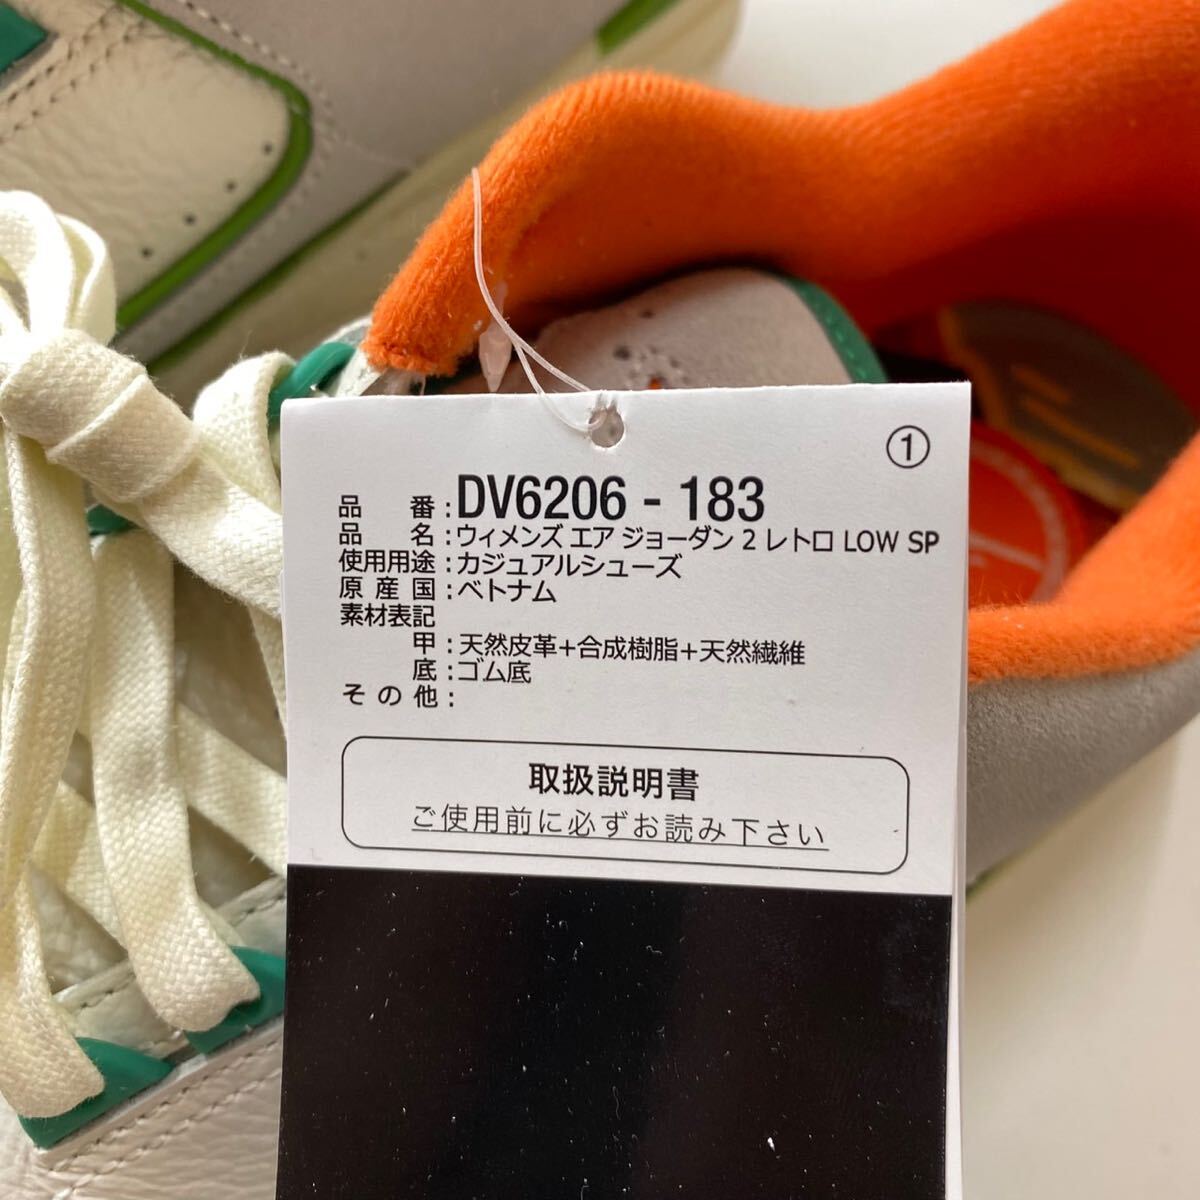 ①
品番:DV6206 - 183
品名:ウィメンズ エア ジョーダン 2 レトロ LOW SP
使用用途:カジュアルシューズ
原産国:ベトナム
素材表記
甲:天然皮革+合成樹脂+天然繊維
底:ゴム底
その他:
取扱説明書
ご使用前に必ずお読み下さい